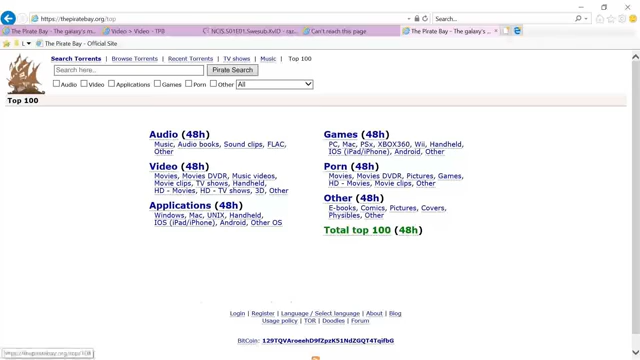 https://thepiratebay.org/top
Search...
The Pirate Bay - The galaxy's m...
Video > Video - TPB
NCIS.S01E01.Swesub.XviD - raz...
Can't reach this page
The Pirate Bay - The galaxy's...
The Pirate Bay - Official Site
Search Torrents | Browse Torrents | Recent Torrents | TV shows | Music | Top 100
Search here... Pirate Search
Audio Video Applications Games Porn Other All
Top 100
Audio (48h)
Music, Audio books, Sound clips, FLAC,
Other
Video (48h)
Movies, Movies DVDR, Music videos,
Movie clips, TV shows, Handheld,
HD - Movies, HD - TV shows, 3D, Other
Applications (48h)
Windows, Mac, UNIX, Handheld,
IOS (iPad/iPhone), Android, Other OS
Games (48h)
PC, Mac, PSx, XBOX360, Wii, Handheld,
IOS (iPad/iPhone), Android, Other
Porn (48h)
Movies, Movies DVDR, Pictures, Games,
HD - Movies, Movie clips, Other
Other (48h)
E-books, Comics, Pictures, Covers,
Physibles, Other
Total top 100 (48h)
Login | Register | Language / Select language | About | Blog
Usage policy | TOR | Doodles | Forum
BitCoin: 129TQVAroeehD9fZpzK51NdZGQT4TqifbG